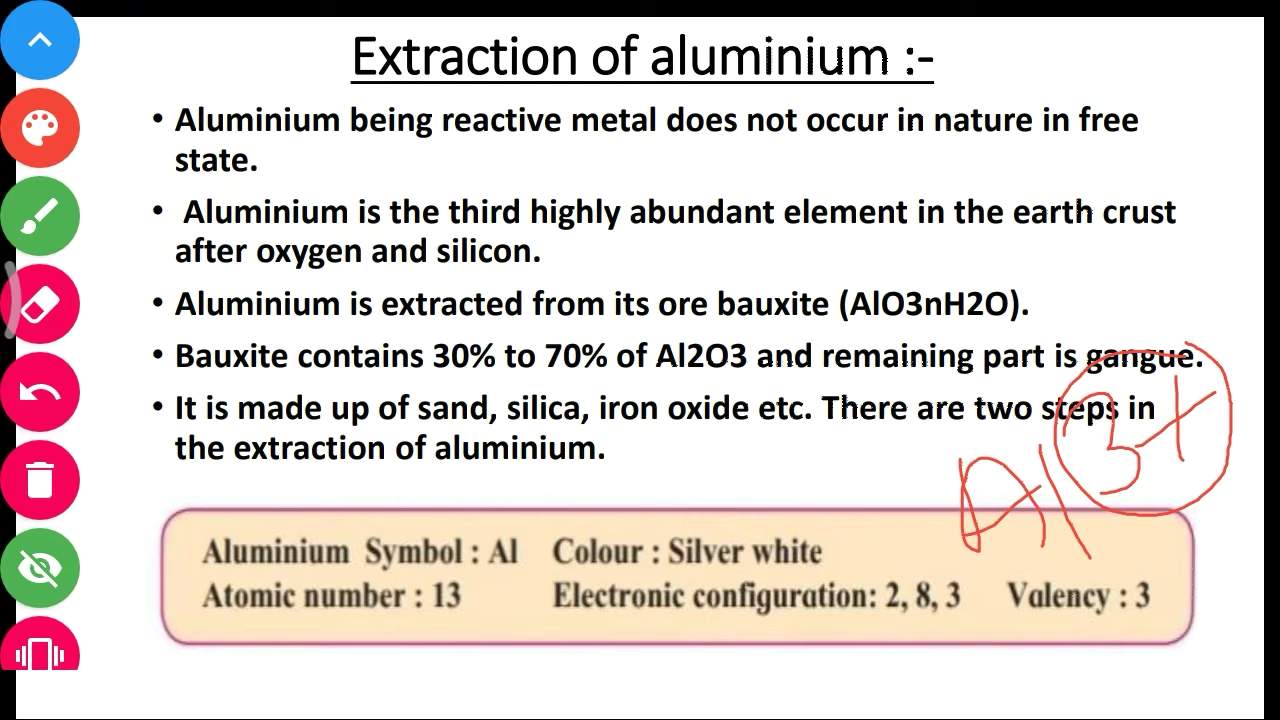 Extraction of aluminium :-
• Aluminium being reactive metal does not occur in nature in free
state.
• Aluminium is the third highly abundant element in the earth crust
after oxygen and silicon.
• Aluminium is extracted from its ore bauxite (AlO3nH2O).
• Bauxite contains 30% to 70% of Al2O3 and remaining part is gangue.
• It is made up of sand, silica, iron oxide etc. There are two steps in
the extraction of aluminium.
Al 3+
Aluminium Symbol : Al Colour : Silver white
Atomic number : 13 Electronic configuration: 2, 8, 3 Valency : 3